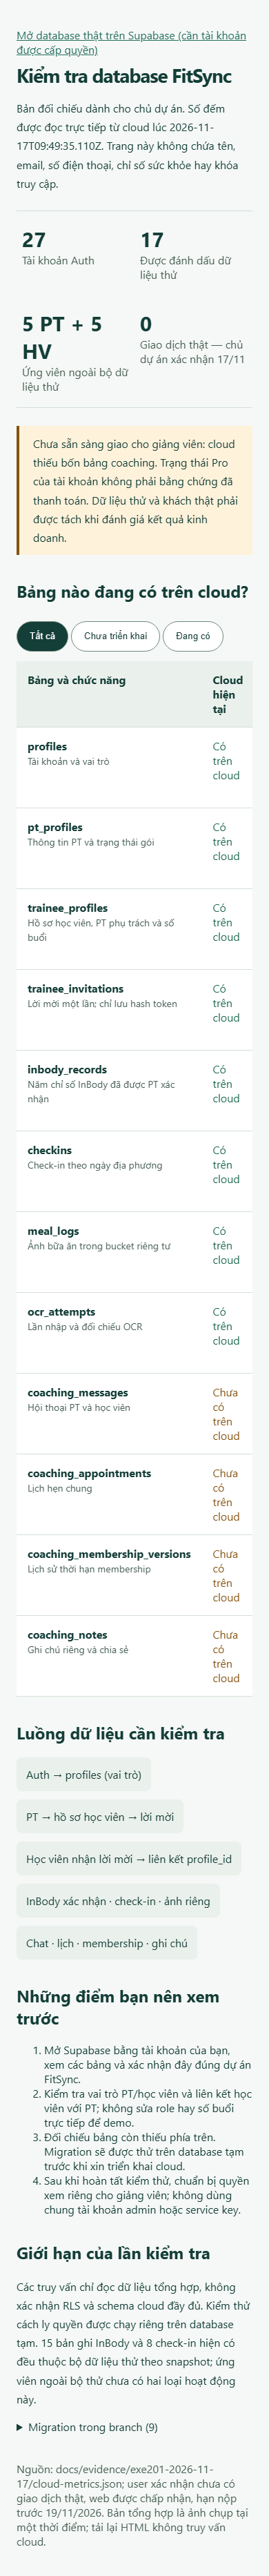 Mở database thật trên Supabase (cần tài khoản
được cấp quyền)
Kiểm tra database FitSync
Bản đối chiếu dành cho chủ dự án. Số đếm
được đọc trực tiếp từ cloud lúc 2026-11-
17T09:49:35.110Z. Trang này không chứa tên,
email, số điện thoại, chỉ số sức khỏe hay khóa
truy cập.
27
Tài khoản Auth
17
Được đánh dấu dữ
liệu thử
5 PT + 5
HV
Ứng viên ngoài bộ dữ
liệu thử
0
Giao dịch thật — chủ
dự án xác nhận 17/11
Chưa sẵn sàng giao cho giảng viên: cloud
thiếu bốn bảng coaching. Trạng thái Pro
của tài khoản không phải bằng chứng đã
thanh toán. Dữ liệu thử và khách thật phải
được tách khi đánh giá kết quả kinh
doanh.
Bảng nào đang có trên cloud?
Tất cả
Chưa triển khai
Đang có
Bảng và chức năng
Cloud
hiện
tại
profiles
Tài khoản và vai trò
Có
trên
cloud
pt_profiles
Thông tin PT và trạng thái gói
Có
trên
cloud
trainee_profiles
Hồ sơ học viên, PT phụ trách và số
buổi
Có
trên
cloud
trainee_invitations
Lời mời một lần; chỉ lưu hash token
Có
trên
cloud
inbody_records
Năm chỉ số InBody đã được PT xác
nhận
Có
trên
cloud
checkins
Check-in theo ngày địa phương
Có
trên
cloud
meal_logs
Ảnh bữa ăn trong bucket riêng tư
Có
trên
cloud
ocr_attempts
Lần nhập và đối chiếu OCR
Có
trên
cloud
coaching_messages
Hội thoại PT và học viên
Chưa
có
trên
cloud
coaching_appointments
Lịch hẹn chung
Chưa
có
trên
cloud
coaching_membership_versions
Lịch sử thời hạn membership
Chưa
có
trên
cloud
coaching_notes
Ghi chú riêng và chia sẻ
Chưa
có
trên
cloud
Luồng dữ liệu cần kiểm tra
Auth → profiles (vai trò)
PT → hồ sơ học viên → lời mời
Học viên nhận lời mời → liên kết profile_id
InBody xác nhận · check-in · ảnh riêng
Chat · lịch · membership · ghi chú
Những điểm bạn nên xem
trước
1. Mở Supabase bằng tài khoản của bạn,
xem các bảng và xác nhận đây đúng dự án
FitSync.
2. Kiểm tra vai trò PT/học viên và liên kết học
viên với PT; không sửa role hay số buổi
trực tiếp để demo.
3. Đối chiếu bảng còn thiếu phía trên.
Migration sẽ được thử trên database tạm
trước khi xin triển khai cloud.
4. Sau khi hoàn tất kiểm thử, chuẩn bị quyền
xem riêng cho giảng viên; không dùng
chung tài khoản admin hoặc service key.
Giới hạn của lần kiểm tra
Các truy vấn chỉ đọc dữ liệu tổng hợp, không
xác nhận RLS và schema cloud đầy đủ. Kiểm thử
cách ly quyền được chạy riêng trên database
tạm. 15 bản ghi InBody và 8 check-in hiện có
đều thuộc bộ dữ liệu thử theo snapshot; ứng
viên ngoài bộ thử chưa có hai loại hoạt động
này.
▶ Migration trong branch (9)
Nguồn: docs/evidence/exe201-2026-11-
17/cloud-metrics.json; user xác nhận chưa có
giao dịch thật, web được chấp nhận, hạn nộp
trước 19/11/2026. Bản tổng hợp là ảnh chụp tại
một thời điểm; tải lại HTML không truy vấn
cloud.